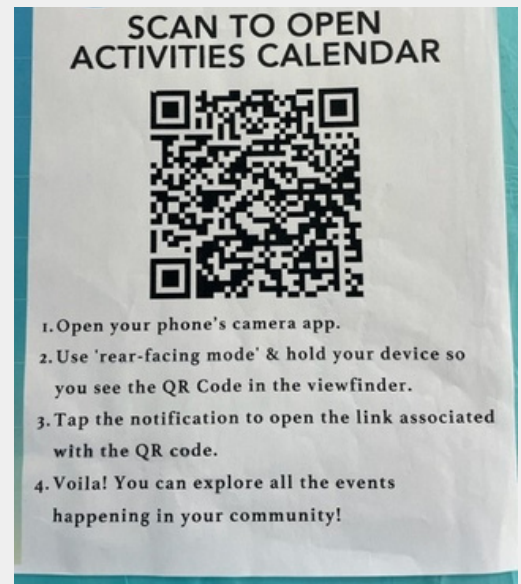 SCAN TO OPEN
ACTIVITIES CALENDAR
1. Open your phone's camera app.
2. Use 'rear-facing mode' & hold your device so
you see the QR Code in the viewfinder.
3. Tap the notification to open the link associated
with the QR code.
4. Voila! You can explore all the events
happening in your community!